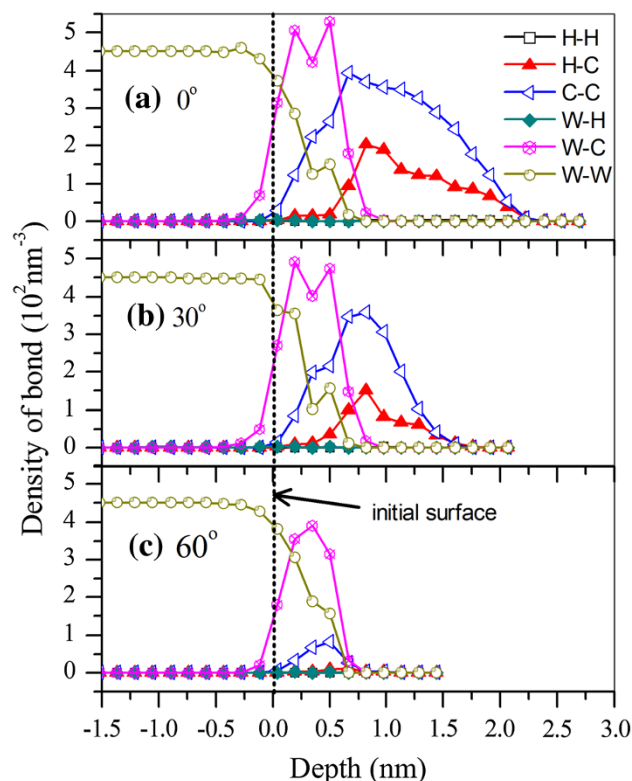 5
4
3
2
1
0
(a) 0°
H-H
H-C
C-C
W-H
W-C
W-W
5
4
3
2
1
0
(b) 30°
5
4
3
2
1
0
(c) 60°
initial surface
Density of bond (10²nm⁻³)
-1.5 -1.0 -0.5 0.0 0.5 1.0 1.5 2.0 2.5 3.0
Depth (nm)